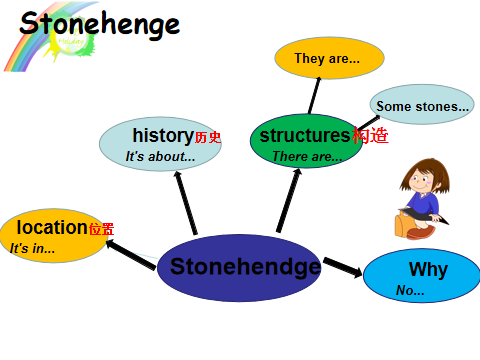 Stonehenge
They are...
Some stones...
history历史
It's about...
structures构造
There are...
location位置
It's in...
Stonehendge
Why
No...